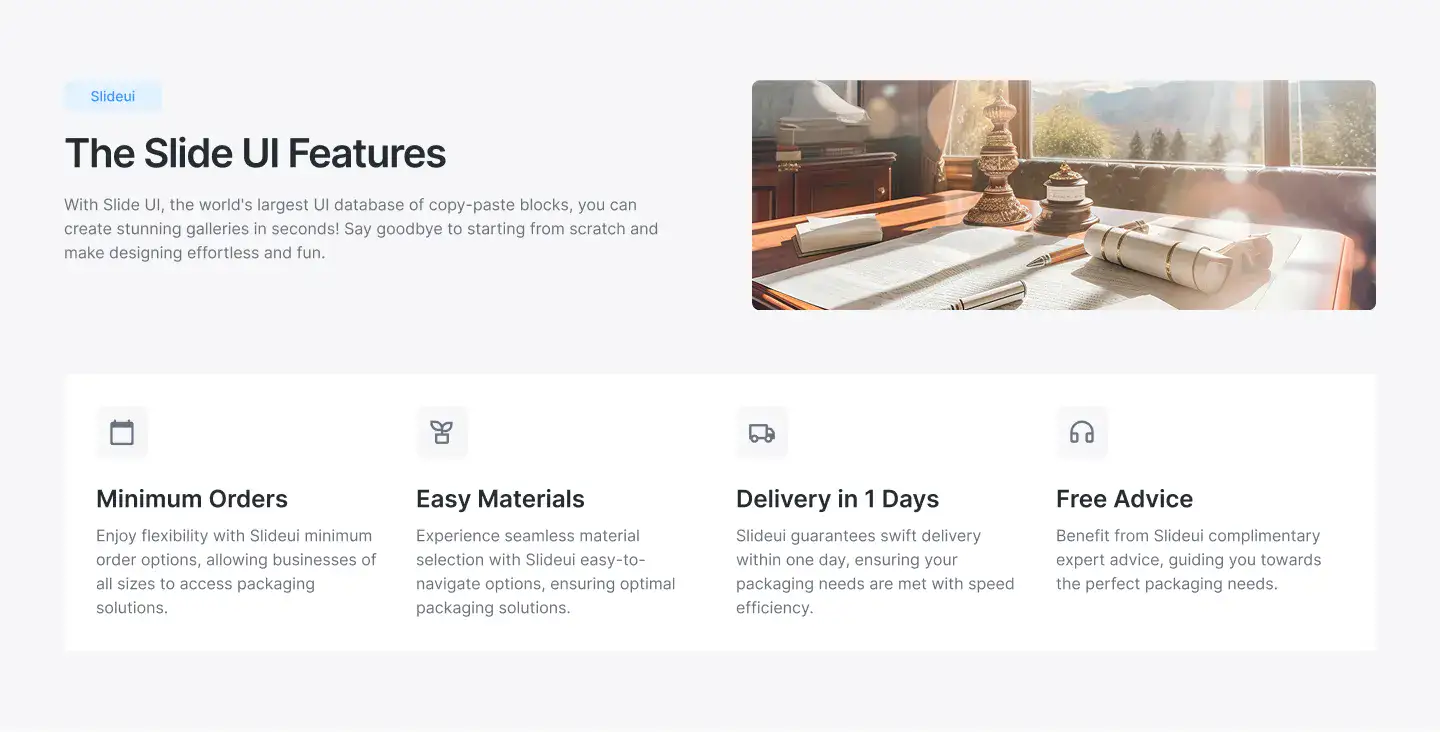 Slideui
The Slide UI Features
With Slide UI, the world's largest UI database of copy-paste blocks, you can
create stunning galleries in seconds! Say goodbye to starting from scratch and
make designing effortless and fun.
Minimum Orders
Enjoy flexibility with Slideui minimum
order options, allowing businesses of
all sizes to access packaging
solutions.
Easy Materials
Experience seamless material
selection with Slideui easy-to-
navigate options, ensuring optimal
packaging solutions.
Delivery in 1 Days
Slideui guarantees swift delivery
within one day, ensuring your
packaging needs are met with speed
efficiency.
Free Advice
Benefit from Slideui complimentary
expert advice, guiding you towards
the perfect packaging needs.